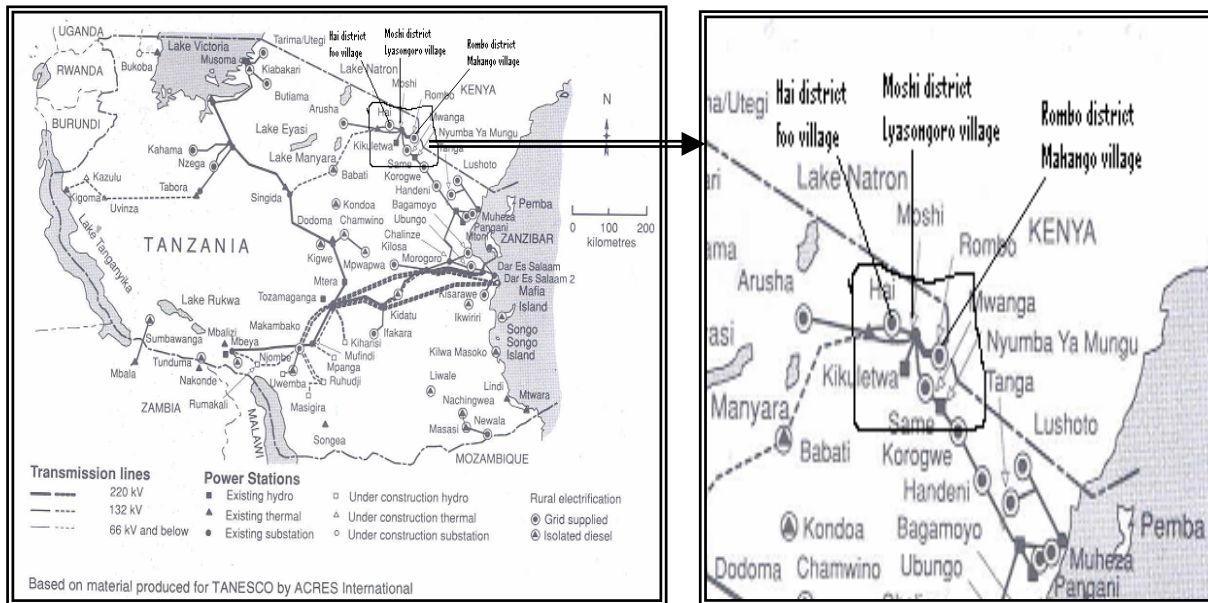 UGANDA
Lake Victoria
Tarima/Utegi
Hai district
Foo village
Moshi district
Lyasongoro village
Rombo district
Mahango village
Bukoba
Musoma
Kiabakari
RWANDA
Butiama
Lake Natron
Moshi
Rombo
KENYA
N
BURUNDI
Arusha
Hai
Mwanga
Nyumba Ya Mungu
Lake Eyasi
Kikuletwa
Tanga
Kahama
Nzega
Lake Manyara
Same
Lushoto
Kazulu
Babati
Korogwe
Handeni
Kigoma
Tabora
Uvinza
Singida
Kondoa
Bagamoyo
Pemba
Dodoma
Chamwino
Ubungo
Muheza
Pangani
0 100 200
kilometres
Lake Tanganyika
TANZANIA
Chalinze
Mtoni
ZANZIBAR
Kilosa
Kigwe
Mpwapwa
Morogoro
Dar Es Salaam
Dar Es Salaam 2
Mtera
Lake Rukwa
Tozamaganga
Kisarawe
Mafia
Island
Kidatu
Ikwiriri
Sumbawanga
Mbalizi
Mbeya
Makambako
Ifakara
Songo
Songo
Island
Kihansi
Mufindi
Kilwa Masoko
Tunduma
Njombe
Mpanga
Mbala
Nakonde
Uwemba
Ruhudji
Liwale
Lindi
ZAMBIA
Rumakali
Masigira
Nachingwea
Mtwara
MALAWI
Newala
Masasi
Songea
MOZAMBIQUE
Transmission lines
220 kV
132 kV
66 kV and below
Power Stations
Existing hydro
Existing thermal
Existing substation
Under construction hydro
Under construction thermal
Under construction substation
Rural electrification
Grid supplied
Isolated diesel
Based on material produced for TANESCO by ACRES International
Hai district
Foo village
Moshi district
Lyasongoro village
Rombo district
Mahango village
ma/Utegi
Lake Natron
Moshi
KENYA
Rombo
ama
Arusha
Hai
Mwanga
Nyumba Ya Mungu
yasi
Kikuletwa
Tanga
Manyara
Same
Lushoto
Babati
Korogwe
Handeni
Kondoa
Bagamoyo
Pemba
Dodoma
Chamwino
Ubungo
Muheza
Pangani